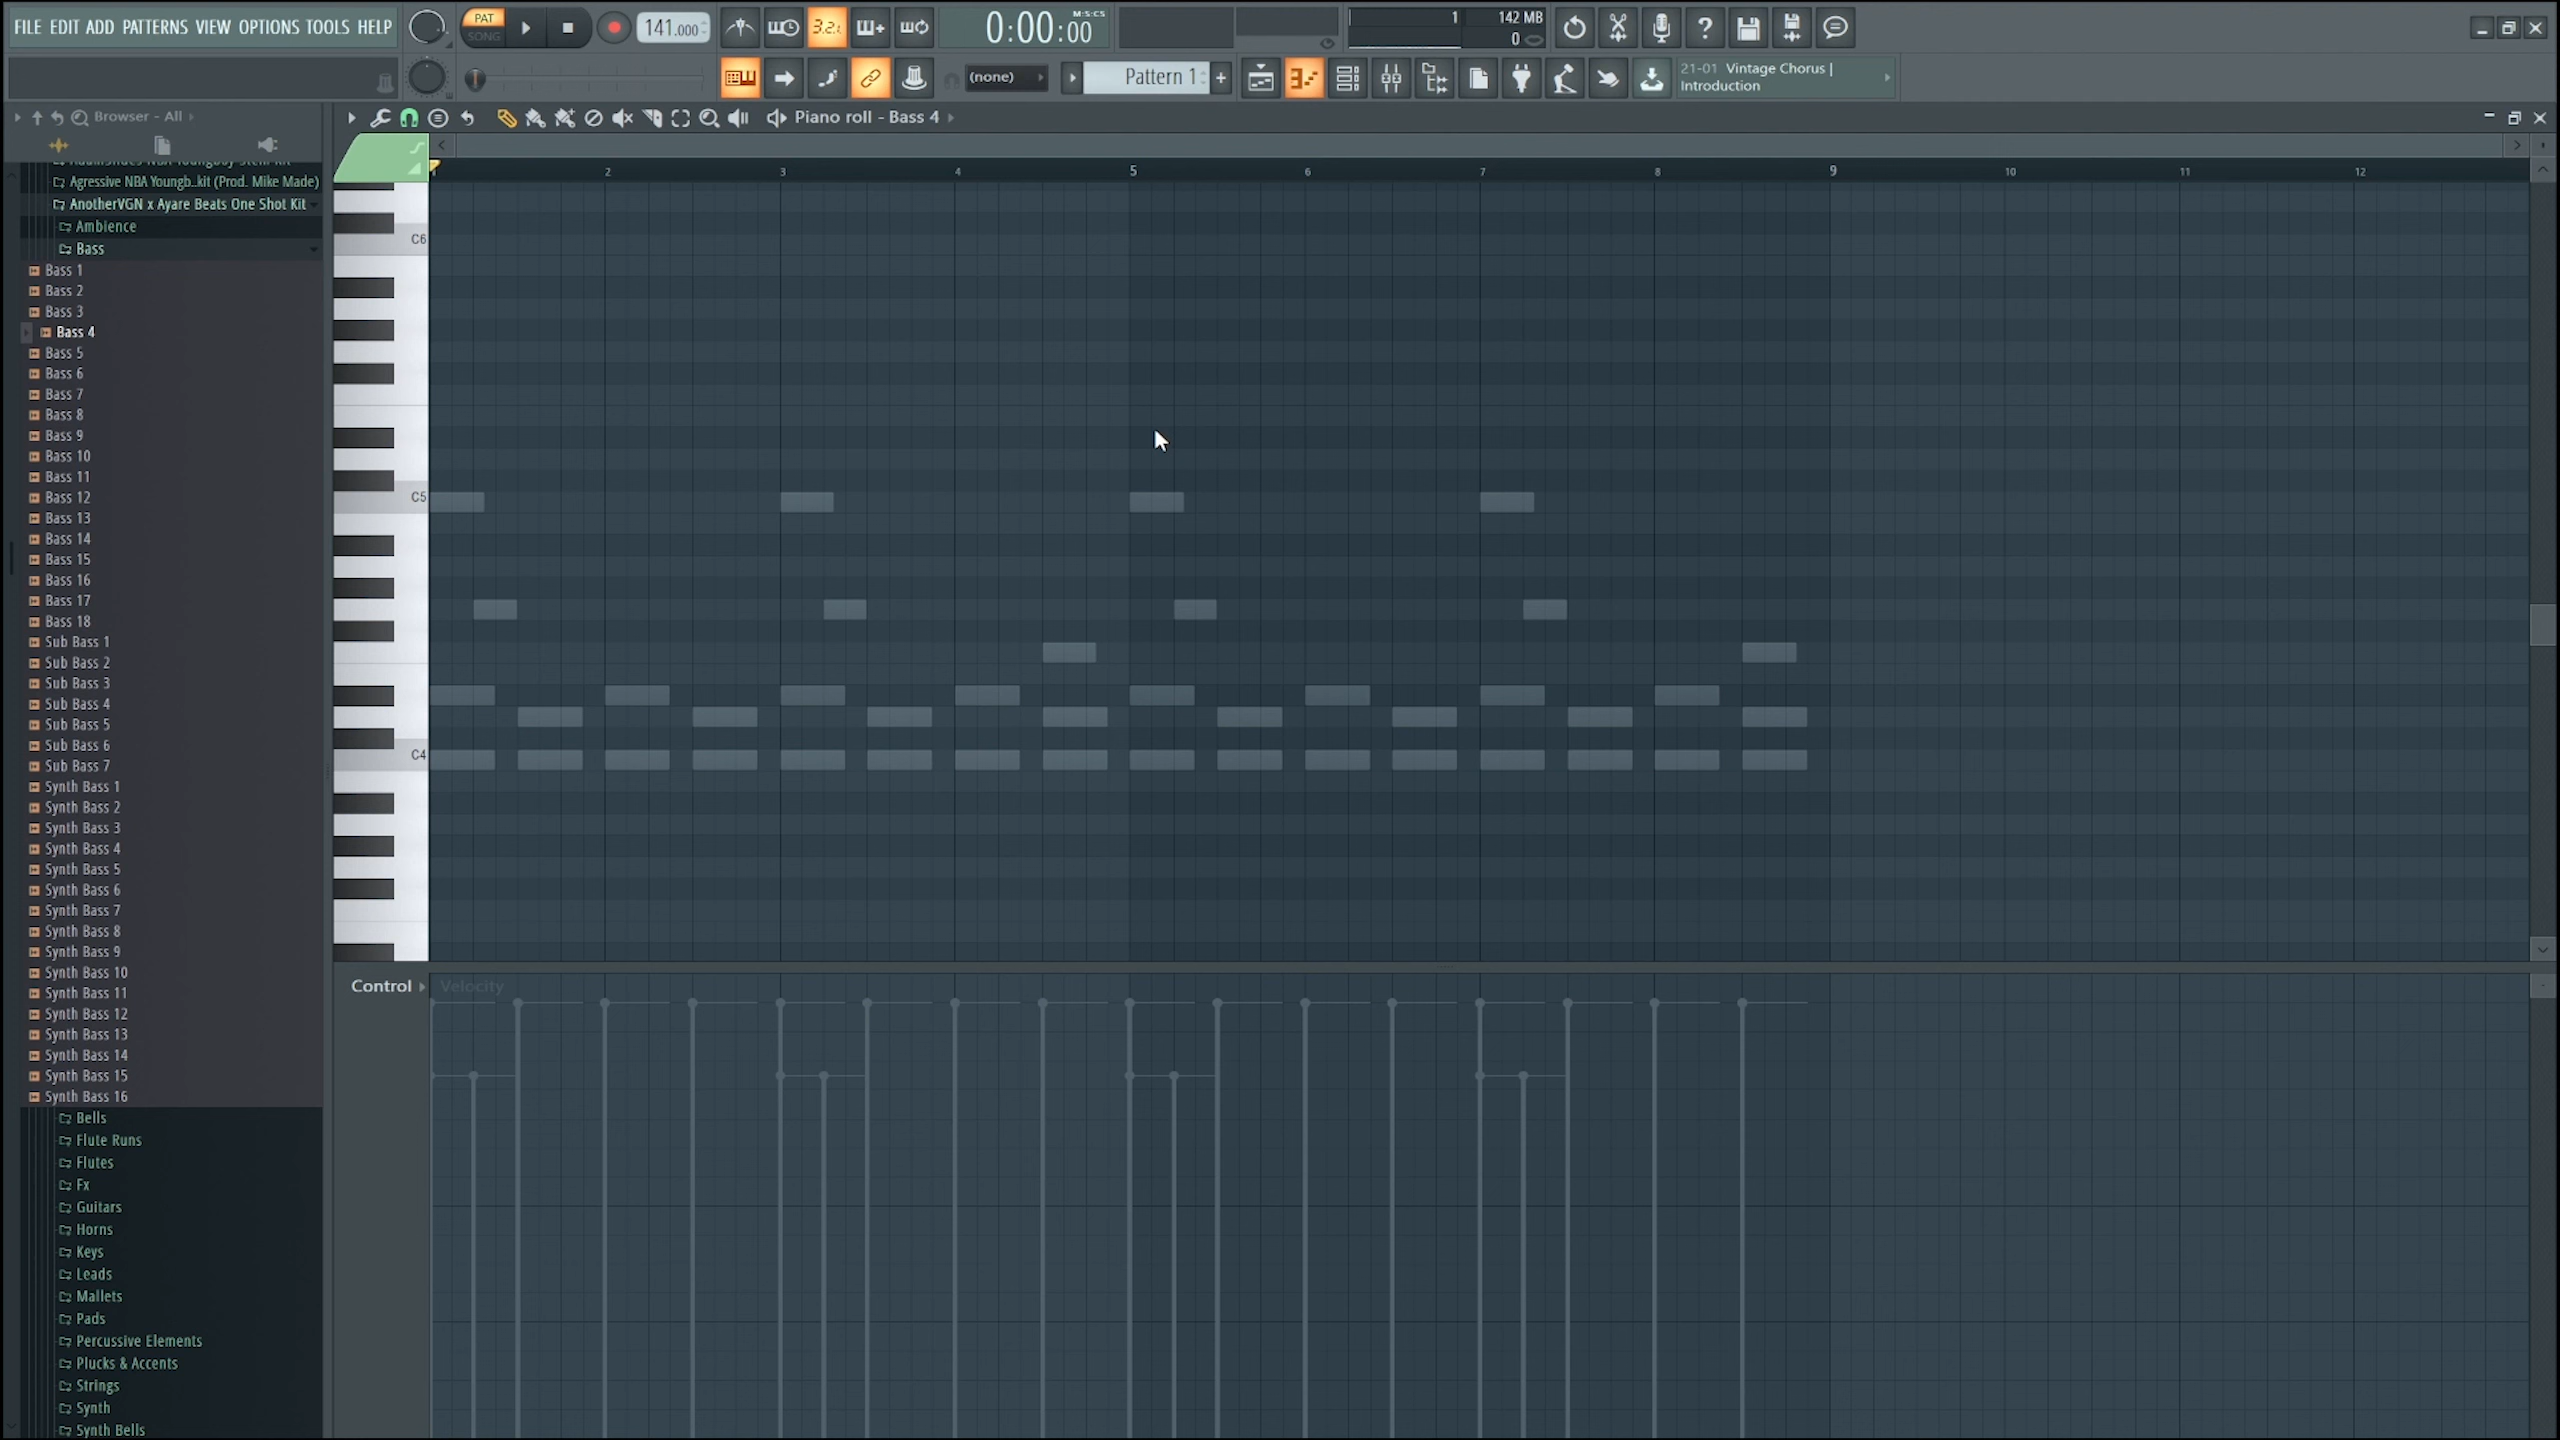 FILE EDIT ADD PATTERNS VIEW OPTIONS TOOLS HELP
PAT
SONG
141.000
3.2.
0:00:00
M:S:CS
1
142 MB
0
(none)
Pattern 1
+
21-01 Vintage Chorus |
Introduction
Browser - All
Piano roll - Bass 4
Agressive NBA Youngb..kit (Prod. Mike Made)
AnotherVGN x Ayare Beats One Shot Kit
Ambience
Bass
Bass 1
Bass 2
Bass 3
Bass 4
Bass 5
Bass 6
Bass 7
Bass 8
Bass 9
Bass 10
Bass 11
Bass 12
Bass 13
Bass 14
Bass 15
Bass 16
Bass 17
Bass 18
Sub Bass 1
Sub Bass 2
Sub Bass 3
Sub Bass 4
Sub Bass 5
Sub Bass 6
Sub Bass 7
Synth Bass 1
Synth Bass 2
Synth Bass 3
Synth Bass 4
Synth Bass 5
Synth Bass 6
Synth Bass 7
Synth Bass 8
Synth Bass 9
Synth Bass 10
Synth Bass 11
Synth Bass 12
Synth Bass 13
Synth Bass 14
Synth Bass 15
Synth Bass 16
Bells
Flute Runs
Flutes
Fx
Guitars
Horns
Keys
Leads
Mallets
Pads
Percussive Elements
Plucks & Accents
Strings
Synth
Synth Bells
2 3 4 5 6 7 8 9 10 11 12
C6
C5
C4
Control
Velocity